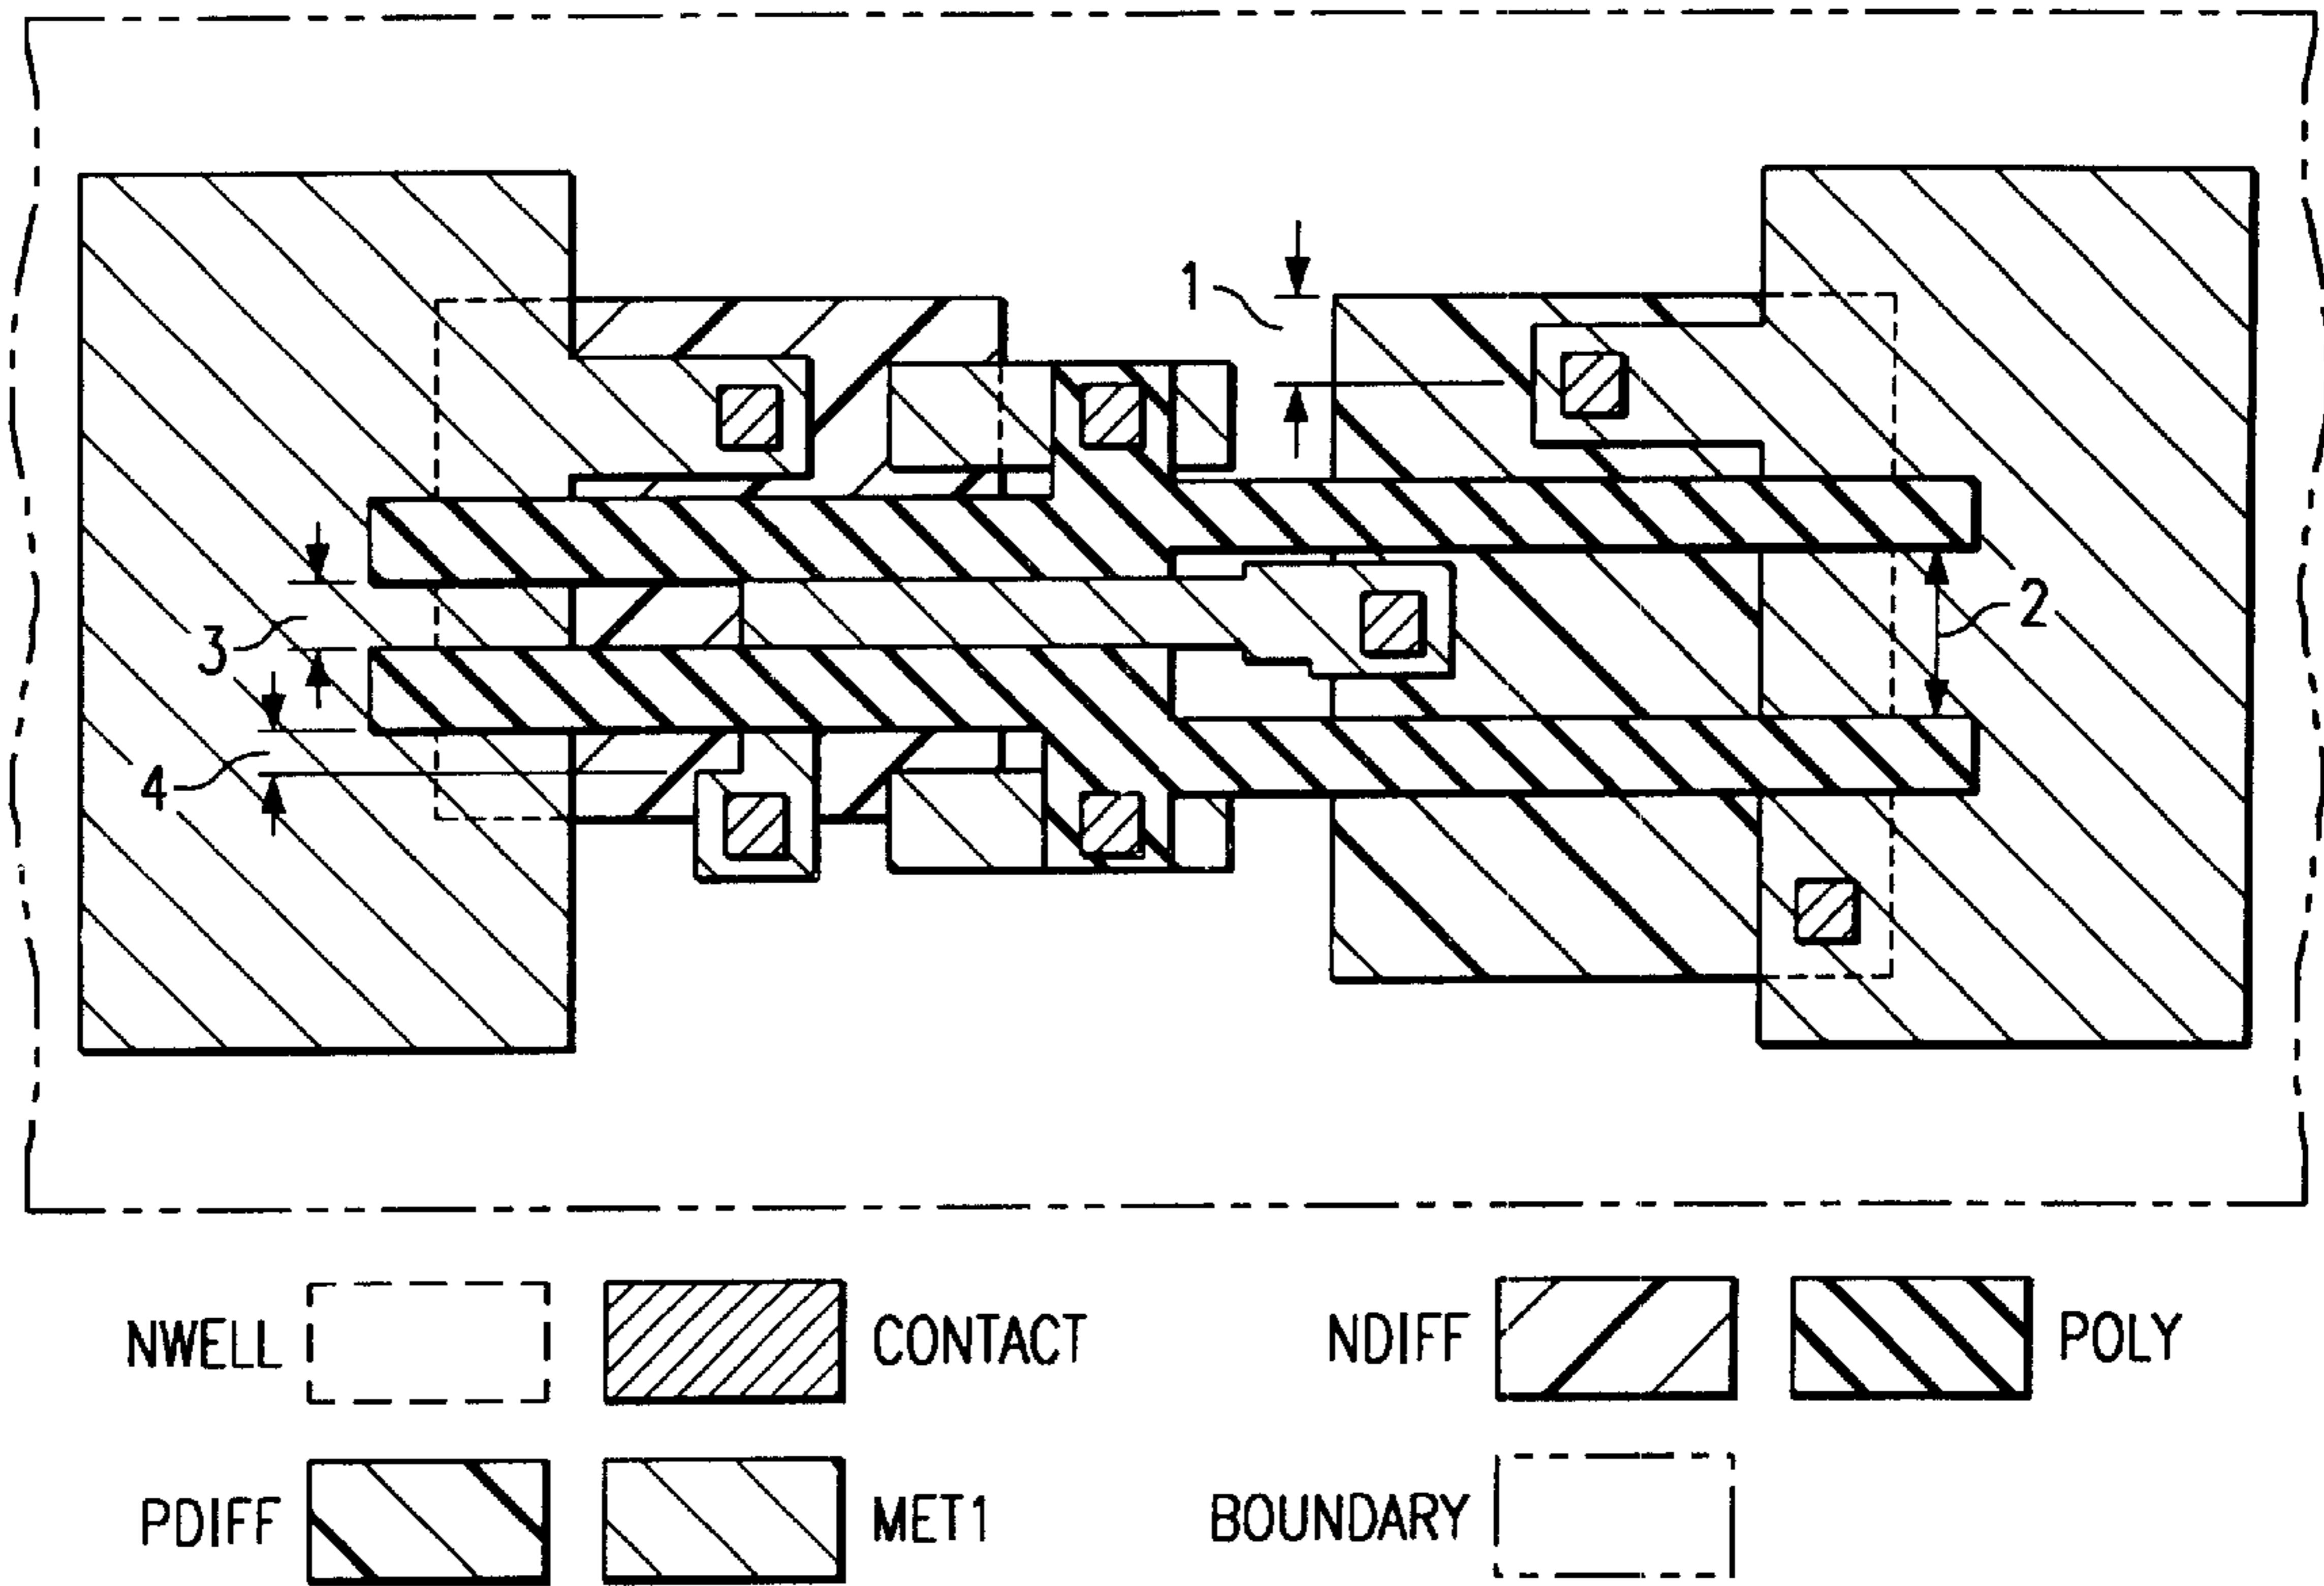 1
2
3
4
NWELL
CONTACT
NDIFF
POLY
PDIFF
MET1
BOUNDARY